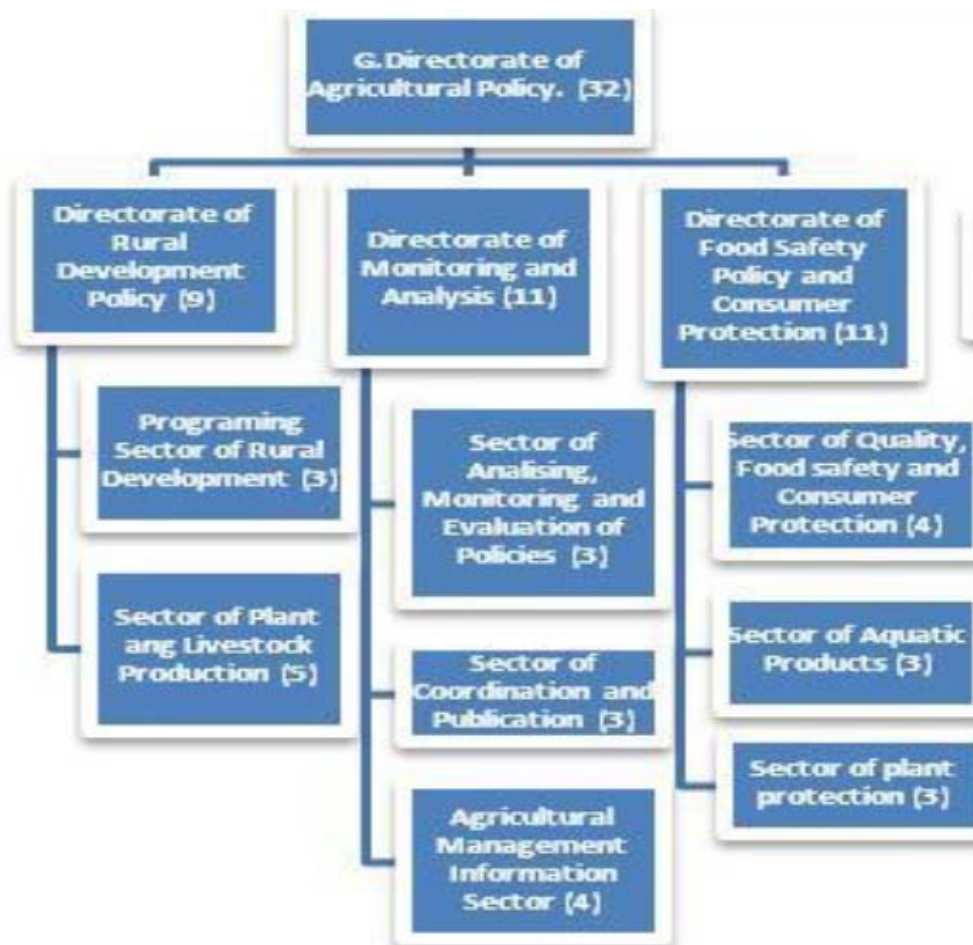 G.Directorate of
Agricultural Policy. (32)
Directorate of
Rural
Development
Policy (9)
Programing
Sector of Rural
Development (3)
Sector of Plant
ang Livestock
Production (5)
Directorate of
Monitoring and
Analysis (11)
Sector of
Analising,
Monitoring and
Evaluation of
Policies (3)
Sector of
Coordination and
Publication (3)
Agricultural
Management
Information
Sector (4)
Directorate of
Food Safety
Policy and
Consumer
Protection (11)
Sector of Quality,
Food safety and
Consumer
Protection (4)
Sector of Aquatic
Products (3)
Sector of plant
protection (3)